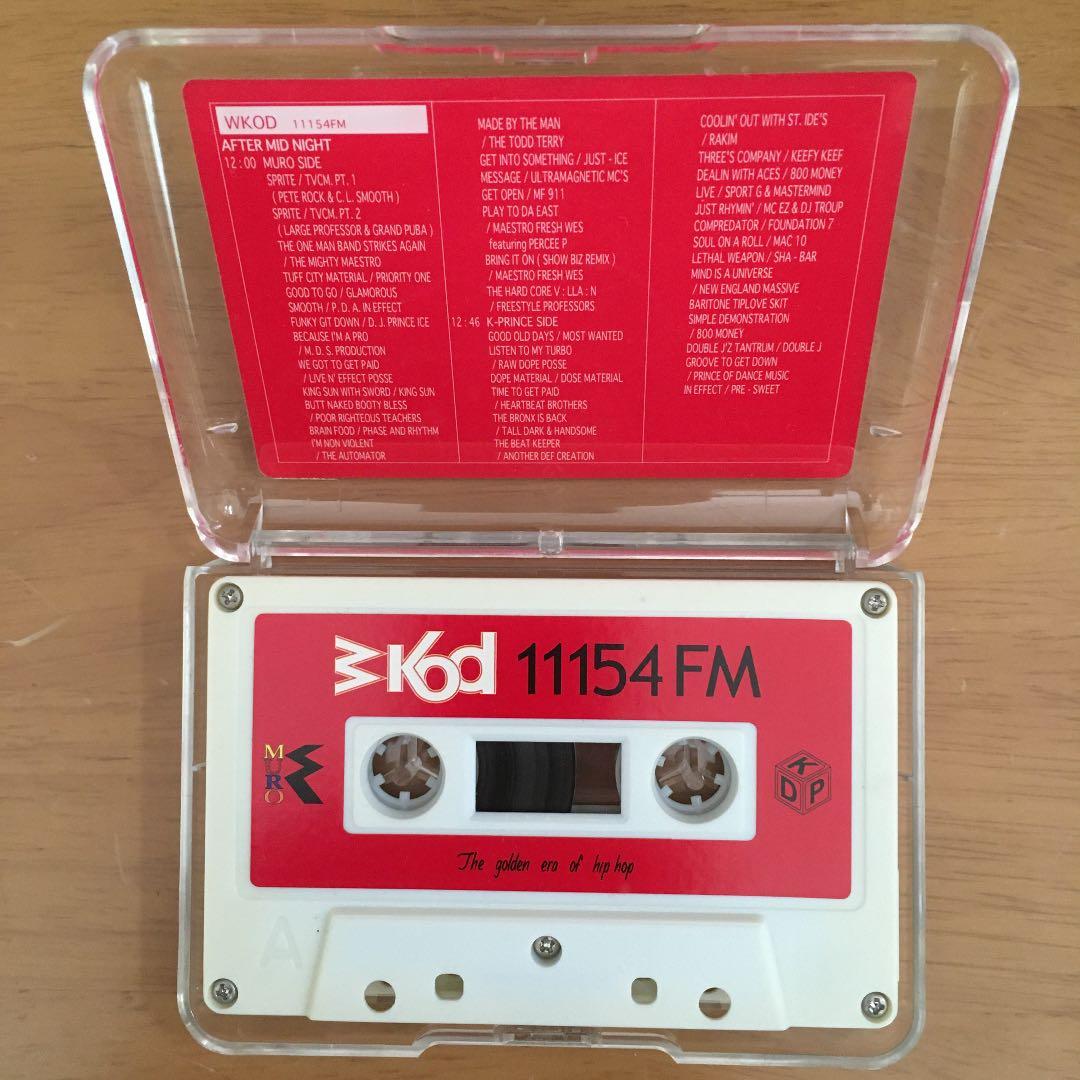 WKOD 11154FM
AFTER MID NIGHT
12:00 MURO SIDE
SPRITE / TVCM. PT. 1
( PETE ROCK & C. L. SMOOTH )
SPRITE / TVCM. PT. 2
( LARGE PROFESSOR & GRAND PUBA )
THE ONE MAN BAND STRIKES AGAIN
/ THE MIGHTY MAESTRO
TUFF CITY MATERIAL / PRIORITY ONE
GOOD TO GO / GLAMOROUS
SMOOTH / P. D. A. IN EFFECT
FUNKY GIT DOWN / D. J. PRINCE ICE
BECAUSE I'M A PRO
/ M. D. S. PRODUCTION
WE GOT TO GET PAID
/ LIVE N' EFFECT POSSE
KING SUN WITH SWORD / KING SUN
BUTT NAKED BOOTY BLESS
/ POOR RIGHTEOUS TEACHERS
BRAIN FOOD / PHASE AND RHYTHM
I'M NON VIOLENT
/ THE AUTOMATOR
MADE BY THE MAN
/ THE TODD TERRY
GET INTO SOMETHING / JUST - ICE
MESSAGE / ULTRAMAGNETIC MC'S
GET OPEN / MF 911
PLAY TO DA EAST
/ MAESTRO FRESH WES
featuring PERCEE P
BRING IT ON ( SHOW BIZ REMIX )
/ MAESTRO FRESH WES
THE HARD CORE V : LLA : N
/ FREESTYLE PROFESSORS
12 : 46 K-PRINCE SIDE
GOOD OLD DAYS / MOST WANTED
LISTEN TO MY TURBO
/ RAW DOPE POSSE
DOPE MATERIAL / DOSE MATERIAL
TIME TO GET PAID
/ HEARTBEAT BROTHERS
THE BRONX IS BACK
/ TALL DARK & HANDSOME
THE BEAT KEEPER
/ ANOTHER DEF CREATION
COOLIN' OUT WITH ST. IDE'S
/ RAKIM
THREE'S COMPANY / KEEFY KEEF
DEALIN WITH ACES / 800 MONEY
LIVE / SPORT G & MASTERMIND
JUST RHYMIN' / MC EZ & DJ TROUP
COMPREDATOR / FOUNDATION 7
SOUL ON A ROLL / MAC 10
LETHAL WEAPON / SHA - BAR
MIND IS A UNIVERSE
/ NEW ENGLAND MASSIVE
BARITONE TIPLOVE SKIT
SIMPLE DEMONSTRATION
/ 800 MONEY
DOUBLE J'Z TANTRUM / DOUBLE J
GROOVE TO GET DOWN
/ PRINCE OF DANCE MUSIC
IN EFFECT / PRE - SWEET
WKod 11154 FM
MURO
KDP
The golden era of hip hop
A